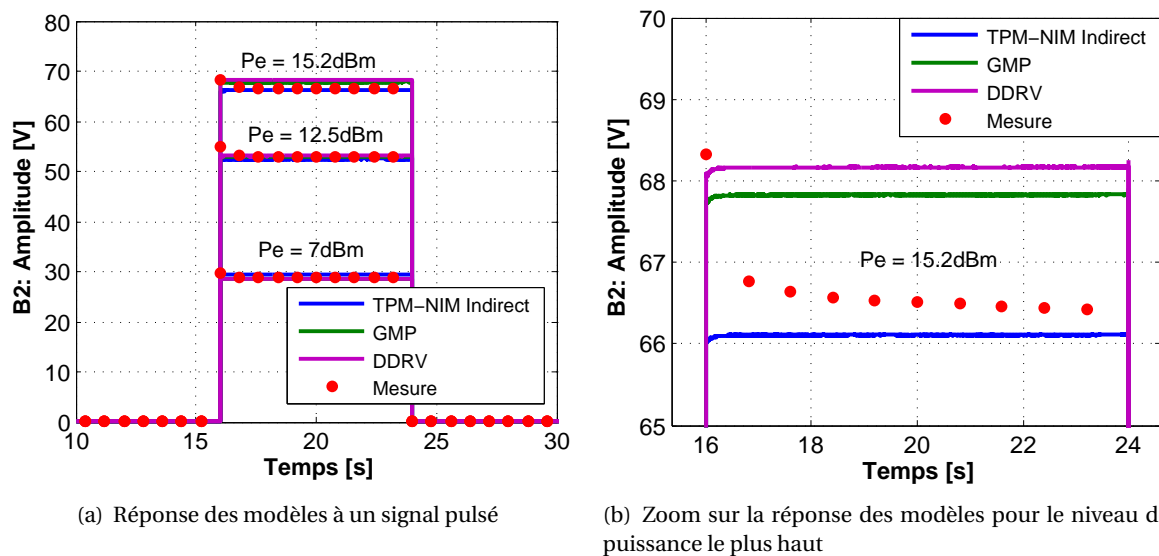 80
70
60
50
40
30
20
10
0
B2: Amplitude [V]
Pe = 15.2dBm
Pe = 12.5dBm
Pe = 7dBm
TPM-NIM Indirect
GMP
DDRV
Mesure
10 15 20 25 30
Temps [s]
(a) Réponse des modèles à un signal pulsé
70
69
68
67
66
65
B2: Amplitude [V]
TPM-NIM Indirect
GMP
DDRV
Mesure
Pe = 15.2dBm
16 18 20 22 24
Temps [s]
(b) Zoom sur la réponse des modèles pour le niveau d
puissance le plus haut